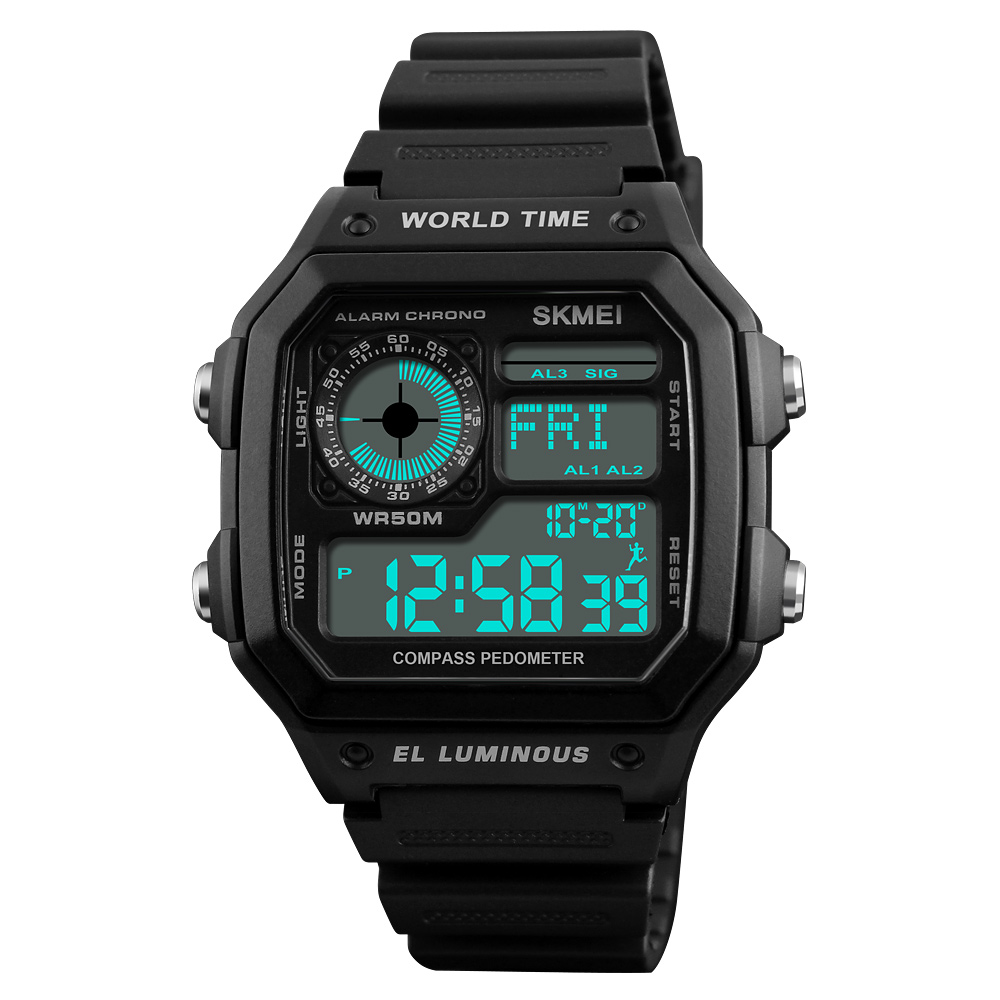 WORLD TIME
ALARM CHRONO SKMEI
60 05 10 15 20 25 30 35 40 45 50 55
AL3 SIG
LIGHT
START
FRI
AL1 AL2
WR50M
M D
10-20
MODE
RESET
P 12:58 39
COMPASS PEDOMETER
EL LUMINOUS